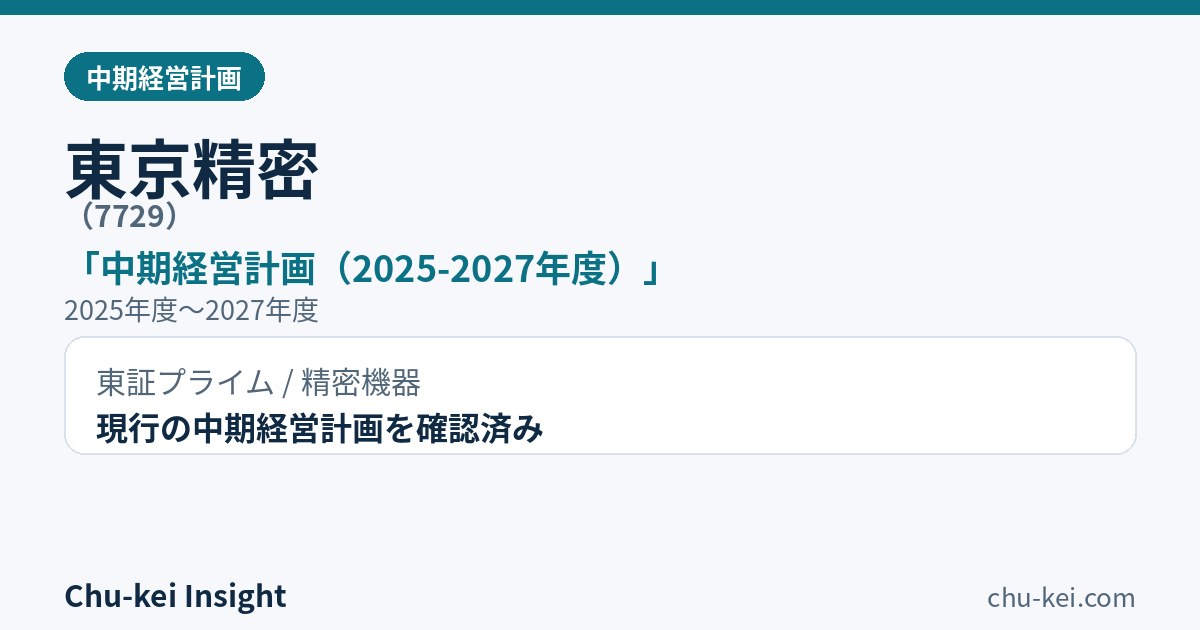 中期経営計画
東京精密
（7729）
「中期経営計画（2025-2027年度）」
2025年度～2027年度
東証プライム / 精密機器
現行の中期経営計画を確認済み
Chu-kei Insight
chu-kei.com